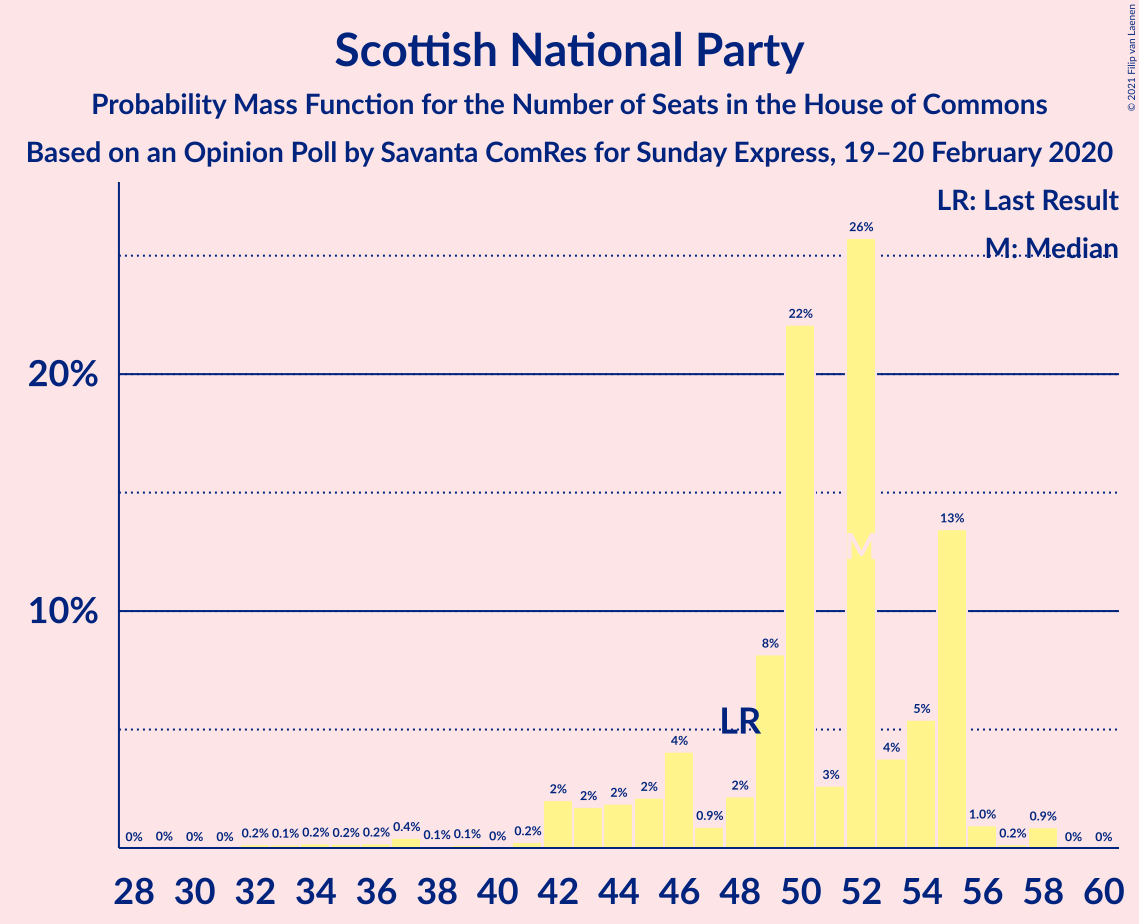 © 2021 Filip van Laenen
Scottish National Party
Probability Mass Function for the Number of Seats in the House of Commons
Based on an Opinion Poll by Savanta ComRes for Sunday Express, 19–20 February 2020
LR: Last Result
M: Median
20%
10%
0% 0% 0% 0% 0.2% 0.1% 0.2% 0.2% 0.2% 0.4% 0.1% 0.1% 0% 0.2% 2% 2% 2% 2% 4% 0.9% 2% 8% 22% 3% 26% 4% 5% 13% 1.0% 0.2% 0.9% 0% 0%
LR
M
28 30 32 34 36 38 40 42 44 46 48 50 52 54 56 58 60